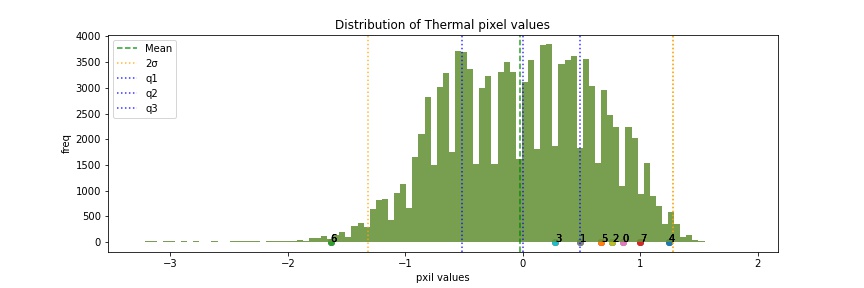 Distribution of Thermal pixel values
4000
3500
3000
2500
2000
1500
1000
500
0
freq
Mean
2σ
q1
q2
q3
6 3 1 5 2 0 7 4
−3 −2 −1 0 1 2
pxil values